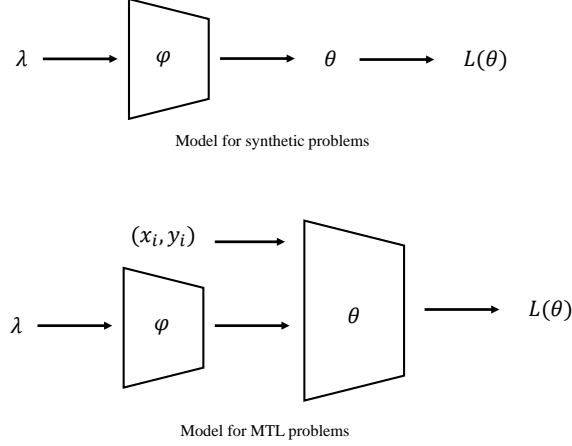 λ φ θ L(θ)
Model for synthetic problems
(x_i, y_i)
λ φ θ L(θ)
Model for MTL problems